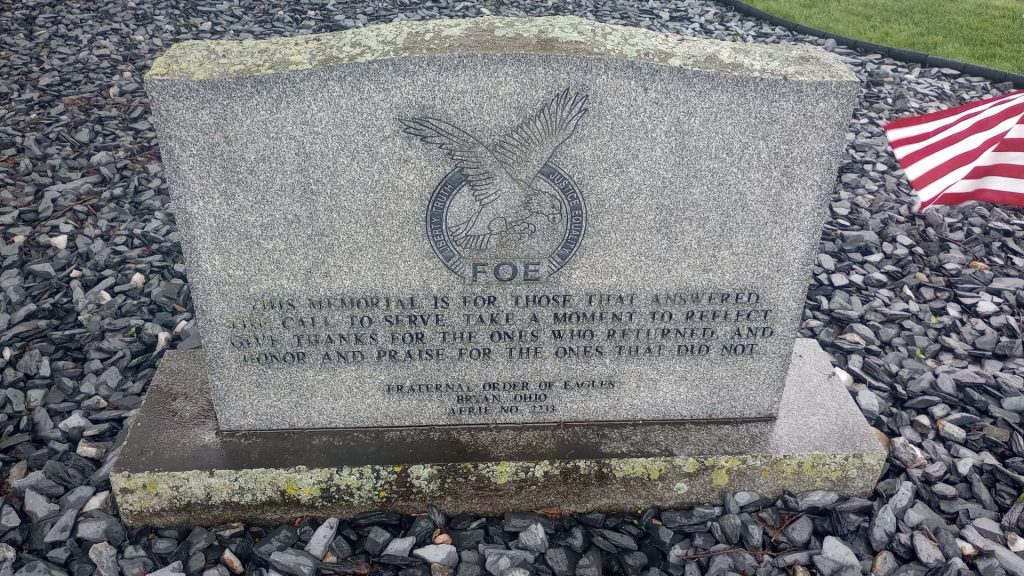 LIBERTY TRUTH JUSTICE EQUALITY
FOE
THIS MEMORIAL IS FOR THOSE THAT ANSWERED
THE CALL TO SERVE. TAKE A MOMENT TO REFLECT
GIVE THANKS FOR THE ONES WHO RETURNED, AND
HONOR AND PRAISE FOR THE ONES THAT DID NOT.
FRATERNAL ORDER OF EAGLES
BRYAN, OHIO
AERIE NO. 2233